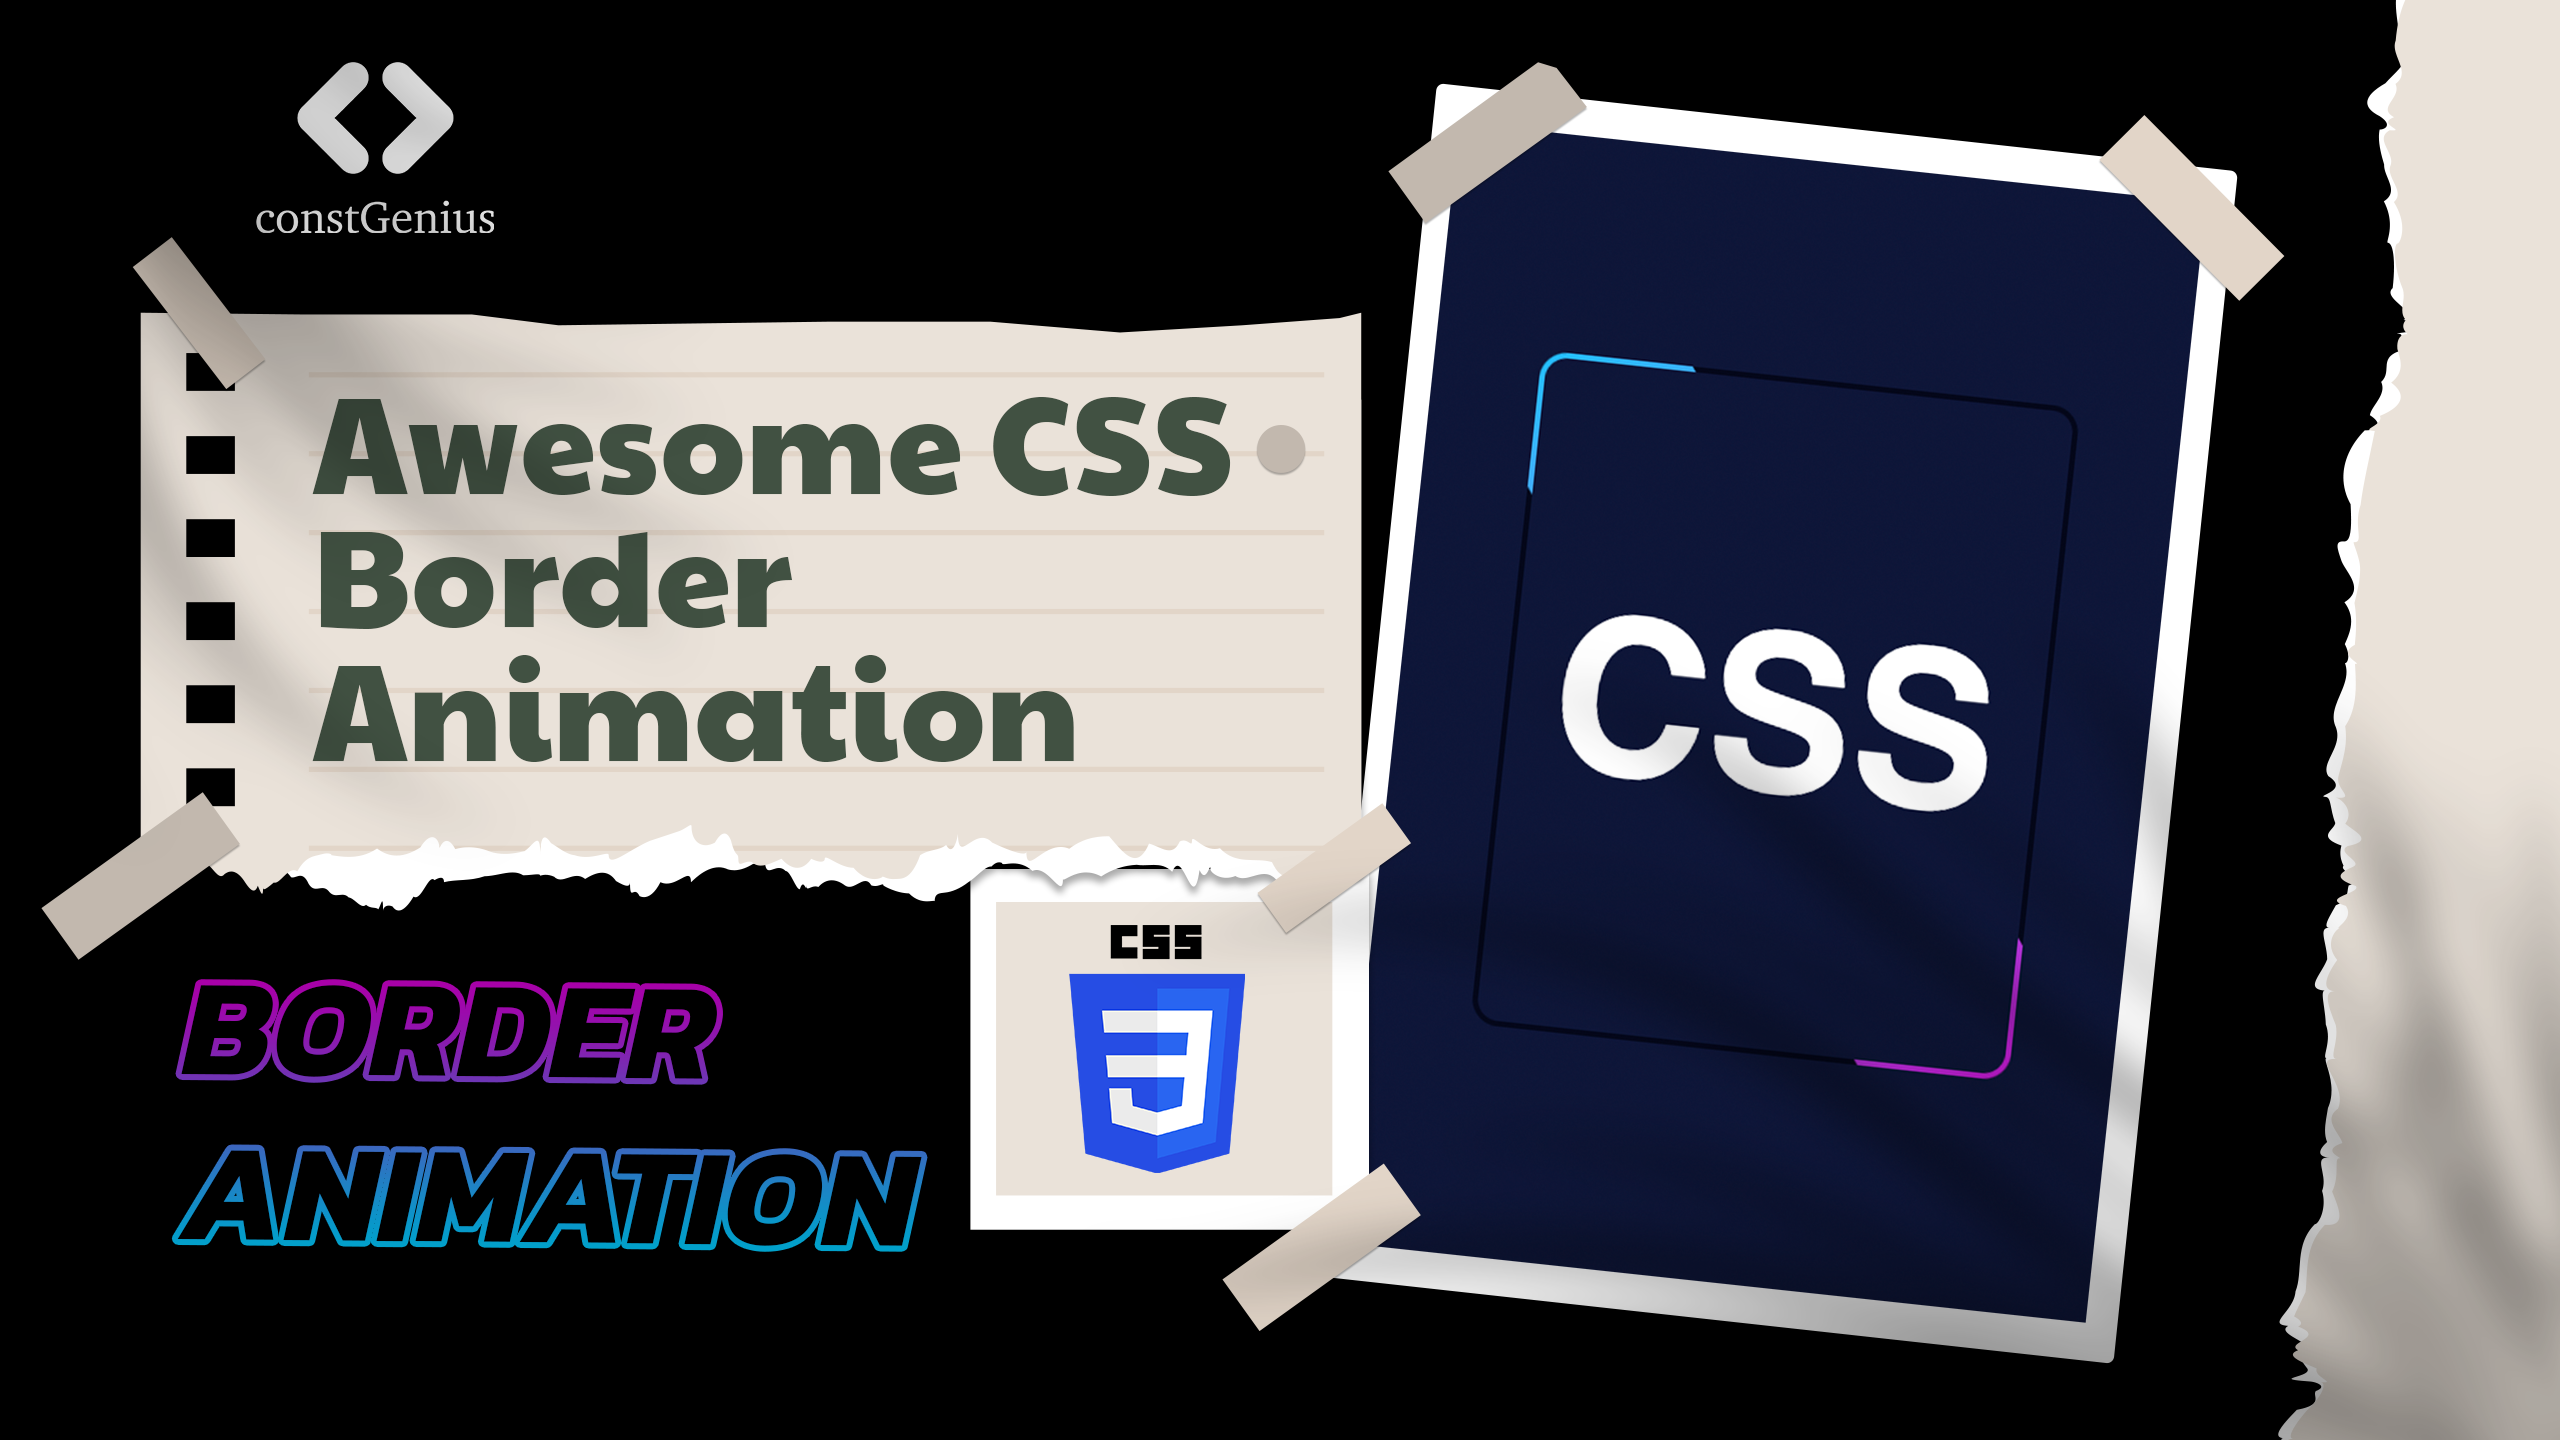 constGenius
Awesome CSS
Border
Animation
CSS
CSS
BORDER
ANIMATION